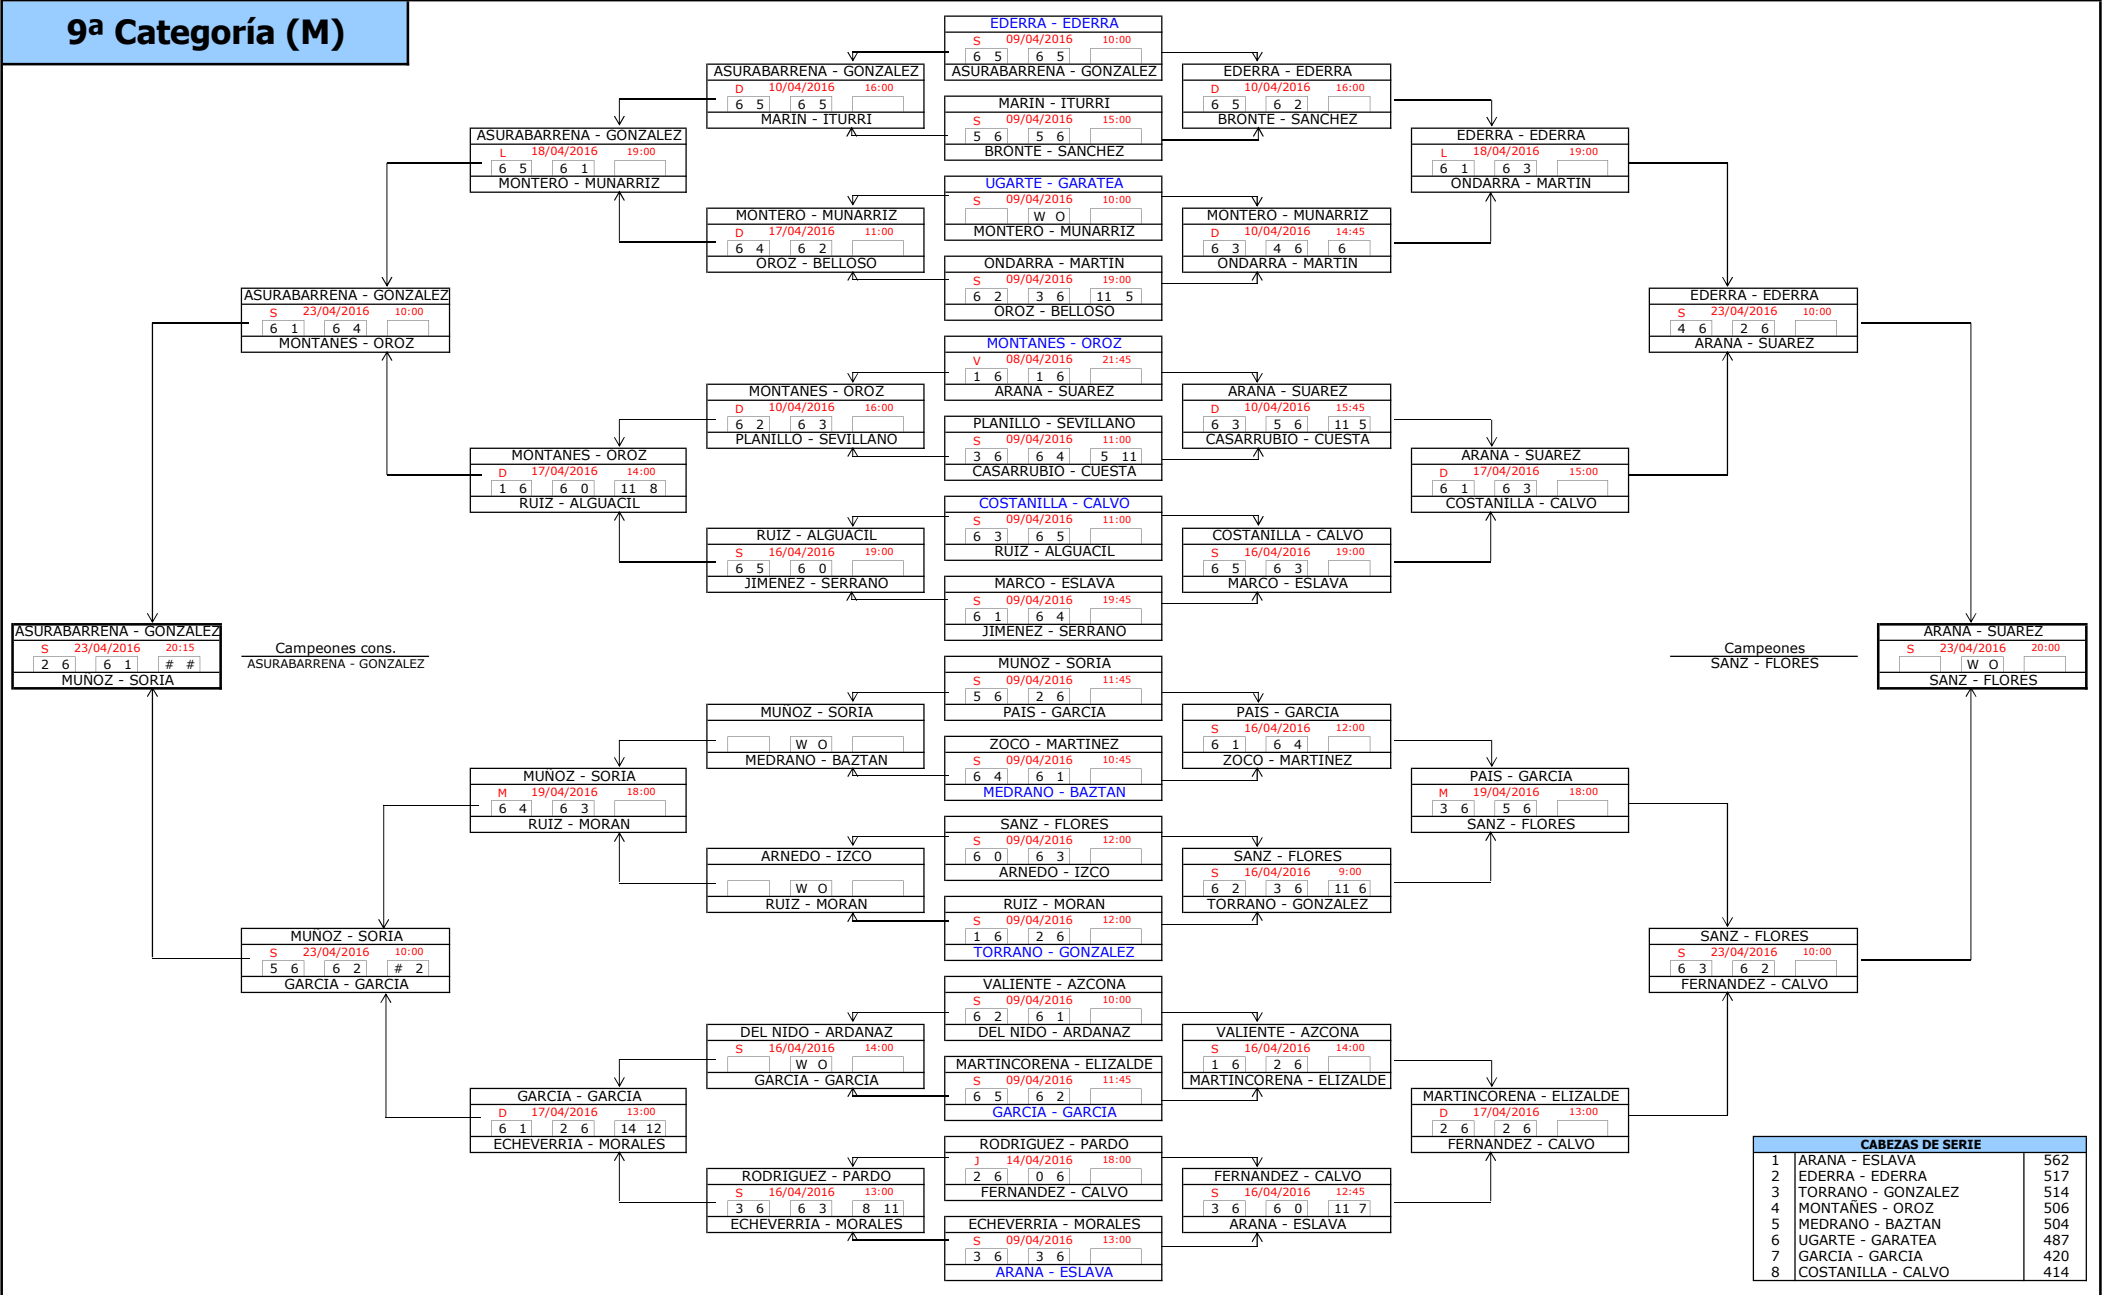 9ª Categoría (M)
ASURABARRENA - GONZALEZ
S 23/04/2016 20:15
2 6 6 1 # #
MUÑOZ - SORIA
Campeones cons.
ASURABARRENA - GONZALEZ
ASURABARRENA - GONZALEZ
S 23/04/2016 10:00
6 1 6 4
MONTANES - OROZ
MUÑOZ - SORIA
S 23/04/2016 10:00
5 6 6 2 # 2
GARCIA - GARCIA
ASURABARRENA - GONZALEZ
L 18/04/2016 19:00
6 5 6 1
MONTERO - MUNARRIZ
MONTANES - OROZ
D 17/04/2016 14:00
1 6 6 0 11 8
RUIZ - ALGUACIL
MUÑOZ - SORIA
M 19/04/2016 18:00
6 4 6 3
RUIZ - MORAN
GARCIA - GARCIA
D 17/04/2016 13:00
6 1 2 6 14 12
ECHEVERRIA - MORALES
ASURABARRENA - GONZALEZ
D 10/04/2016 16:00
6 5 6 5
MARIN - ITURRI
MONTERO - MUNARRIZ
D 17/04/2016 11:00
6 4 6 2
OROZ - BELLOSO
MONTANES - OROZ
D 10/04/2016 16:00
6 2 6 3
PLANILLO - SEVILLANO
RUIZ - ALGUACIL
S 16/04/2016 19:00
6 5 6 0
JIMENEZ - SERRANO
MUÑOZ - SORIA
W O
MEDRANO - BAZTAN
ARNEDO - IZCO
W O
RUIZ - MORAN
DEL NIDO - ARDANAZ
S 16/04/2016 14:00
W O
GARCIA - GARCIA
RODRIGUEZ - PARDO
S 16/04/2016 13:00
3 6 6 3 8 11
ECHEVERRIA - MORALES
EDERRA - EDERRA
S 09/04/2016 10:00
6 5 6 5
ASURABARRENA - GONZALEZ
MARIN - ITURRI
S 09/04/2016 15:00
5 6 5 6
BRONTE - SANCHEZ
UGARTE - GARATEA
S 09/04/2016 10:00
W O
MONTERO - MUNARRIZ
ONDARRA - MARTIN
S 09/04/2016 19:00
6 2 3 6 11 5
OROZ - BELLOSO
MONTANES - OROZ
V 08/04/2016 21:45
1 6 1 6
ARANA - SUAREZ
PLANILLO - SEVILLANO
S 09/04/2016 11:00
3 6 6 4 5 11
CASARRUBIO - CUESTA
COSTANILLA - CALVO
S 09/04/2016 11:00
6 3 6 5
RUIZ - ALGUACIL
MARCO - ESLAVA
S 09/04/2016 19:45
6 1 6 4
JIMENEZ - SERRANO
MUNOZ - SORIA
S 09/04/2016 11:45
5 6 2 6
PAIS - GARCIA
ZOCO - MARTINEZ
S 09/04/2016 10:45
6 4 6 1
MEDRANO - BAZTAN
SANZ - FLORES
S 09/04/2016 12:00
6 0 6 3
ARNEDO - IZCO
RUIZ - MORAN
S 09/04/2016 12:00
1 6 2 6
TORRANO - GONZALEZ
VALIENTE - AZCONA
S 09/04/2016 10:00
6 2 6 1
DEL NIDO - ARDANAZ
MARTINCORENA - ELIZALDE
S 09/04/2016 11:45
6 5 6 2
GARCIA - GARCIA
RODRIGUEZ - PARDO
J 14/04/2016 18:00
2 6 0 6
FERNANDEZ - CALVO
ECHEVERRIA - MORALES
S 09/04/2016 13:00
3 6 3 6
ARANA - ESLAVA
EDERRA - EDERRA
D 10/04/2016 16:00
6 5 6 2
BRONTE - SANCHEZ
MONTERO - MUNARRIZ
D 10/04/2016 14:45
6 3 4 6 6
ONDARRA - MARTIN
ARANA - SUAREZ
D 10/04/2016 15:45
6 3 5 6 11 5
CASARRUBIO - CUESTA
COSTANILLA - CALVO
S 16/04/2016 19:00
6 5 6 3
MARCO - ESLAVA
PAIS - GARCIA
S 16/04/2016 12:00
6 1 6 4
ZOCO - MARTINEZ
SANZ - FLORES
S 16/04/2016 9:00
6 2 3 6 11 6
TORRANO - GONZALEZ
VALIENTE - AZCONA
S 16/04/2016 14:00
1 6 2 6
MARTINCORENA - ELIZALDE
FERNANDEZ - CALVO
S 16/04/2016 12:45
3 6 6 0 11 7
ARANA - ESLAVA
EDERRA - EDERRA
L 18/04/2016 19:00
6 1 6 3
ONDARRA - MARTIN
ARANA - SUAREZ
D 17/04/2016 15:00
6 1 6 3
COSTANILLA - CALVO
PAIS - GARCIA
M 19/04/2016 18:00
3 6 5 6
SANZ - FLORES
MARTINCORENA - ELIZALDE
D 17/04/2016 13:00
2 6 2 6
FERNANDEZ - CALVO
EDERRA - EDERRA
S 23/04/2016 10:00
4 6 2 6
ARANA - SUAREZ
SANZ - FLORES
S 23/04/2016 10:00
6 3 6 2
FERNANDEZ - CALVO
Campeones
SANZ - FLORES
ARANA - SUAREZ
S 23/04/2016 20:00
W O
SANZ - FLORES
CABEZAS DE SERIE
1 ARANA - ESLAVA 562
2 EDERRA - EDERRA 517
3 TORRANO - GONZALEZ 514
4 MONTAÑES - OROZ 506
5 MEDRANO - BAZTAN 504
6 UGARTE - GARATEA 487
7 GARCIA - GARCIA 420
8 COSTANILLA - CALVO 414